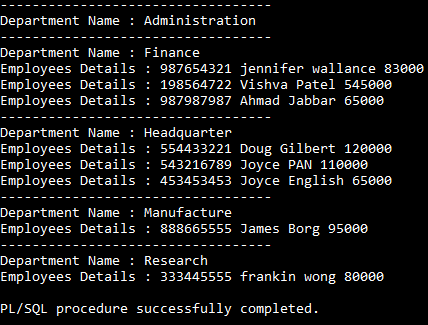 ----------------------------------
Department Name : Administration
----------------------------------
Department Name : Finance
Employees Details : 987654321 jennifer wallance 83000
Employees Details : 198564722 Vishva Patel 545000
Employees Details : 987987987 Ahmad Jabbar 65000
----------------------------------
Department Name : Headquarter
Employees Details : 554433221 Doug Gilbert 120000
Employees Details : 543216789 Joyce PAN 110000
Employees Details : 453453453 Joyce English 65000
----------------------------------
Department Name : Manufacture
Employees Details : 888665555 James Borg 95000
----------------------------------
Department Name : Research
Employees Details : 333445555 frankin wong 80000
PL/SQL procedure successfully completed.